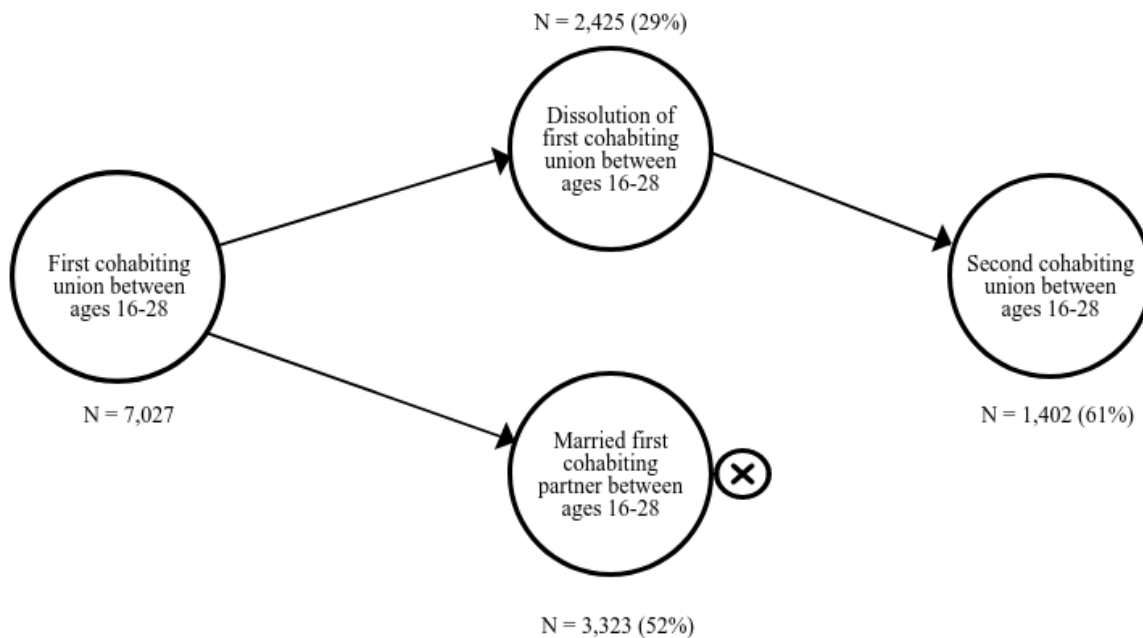 N = 2,425 (29%)
Dissolution of
first cohabiting
union between
ages 16-28
First cohabiting
union between
ages 16-28
N = 7,027
Second cohabiting
union between
ages 16-28
N = 1,402 (61%)
Married first
cohabiting
partner between
ages 16-28
N = 3,323 (52%)